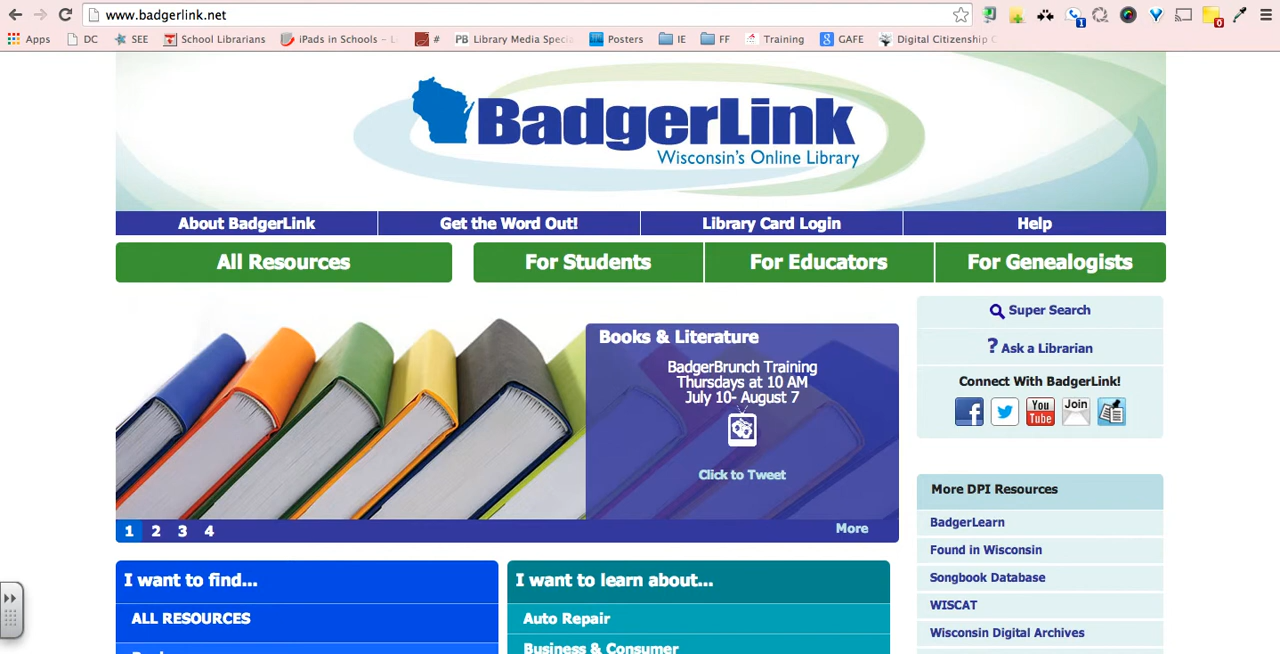 www.badgerlink.net
1
0
Apps DC SEE School Librarians iPads in Schools - L # PB Library Media Specia Posters IE FF Training 8 GAFE Digital Citizenship C
BadgerLink
Wisconsin's Online Library
About BadgerLink Get the Word Out! Library Card Login Help
All Resources For Students For Educators For Genealogists
Super Search
? Ask a Librarian
Connect With BadgerLink!
f You Tube Join
Books & Literature
BadgerBrunch Training
Thursdays at 10 AM
July 10- August 7
Click to Tweet
1 2 3 4 More
More DPI Resources
BadgerLearn
Found in Wisconsin
Songbook Database
WISCAT
Wisconsin Digital Archives
I want to find...
ALL RESOURCES
I want to learn about...
Auto Repair
Business & Consumer